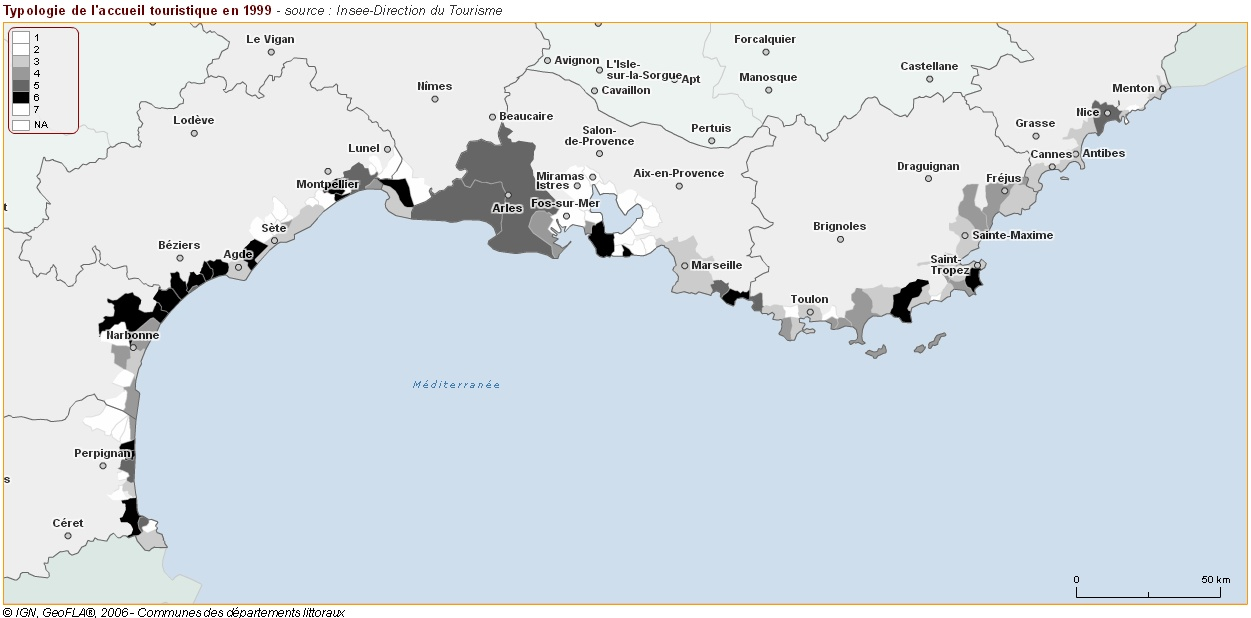 Typologie de l'accueil touristique en 1999 - source : Insee-Direction du Tourisme
1
2
3
4
5
6
7
NA
Le Vigan
Forcalquier
Avignon
L'Isle-
sur-la-Sorgue
Apt
Castellane
Manosque
Cavaillon
Nîmes
Menton
Lodève
Beaucaire
Nice
Pertuis
Grasse
Salon-
de-Provence
Lunel
Cannes
Antibes
Draguignan
Miramas
Aix-en-Provence
Montpellier
Istres
Fréjus
Arles
Fos-sur-Mer
t
Sète
Brignoles
Sainte-Maxime
Béziers
Agde
Marseille
Saint-
Tropez
Toulon
Narbonne
Méditerranée
Perpignan
s
Céret
0
50 km
© IGN, GeoFLA®, 2006 - Communes des départements littoraux